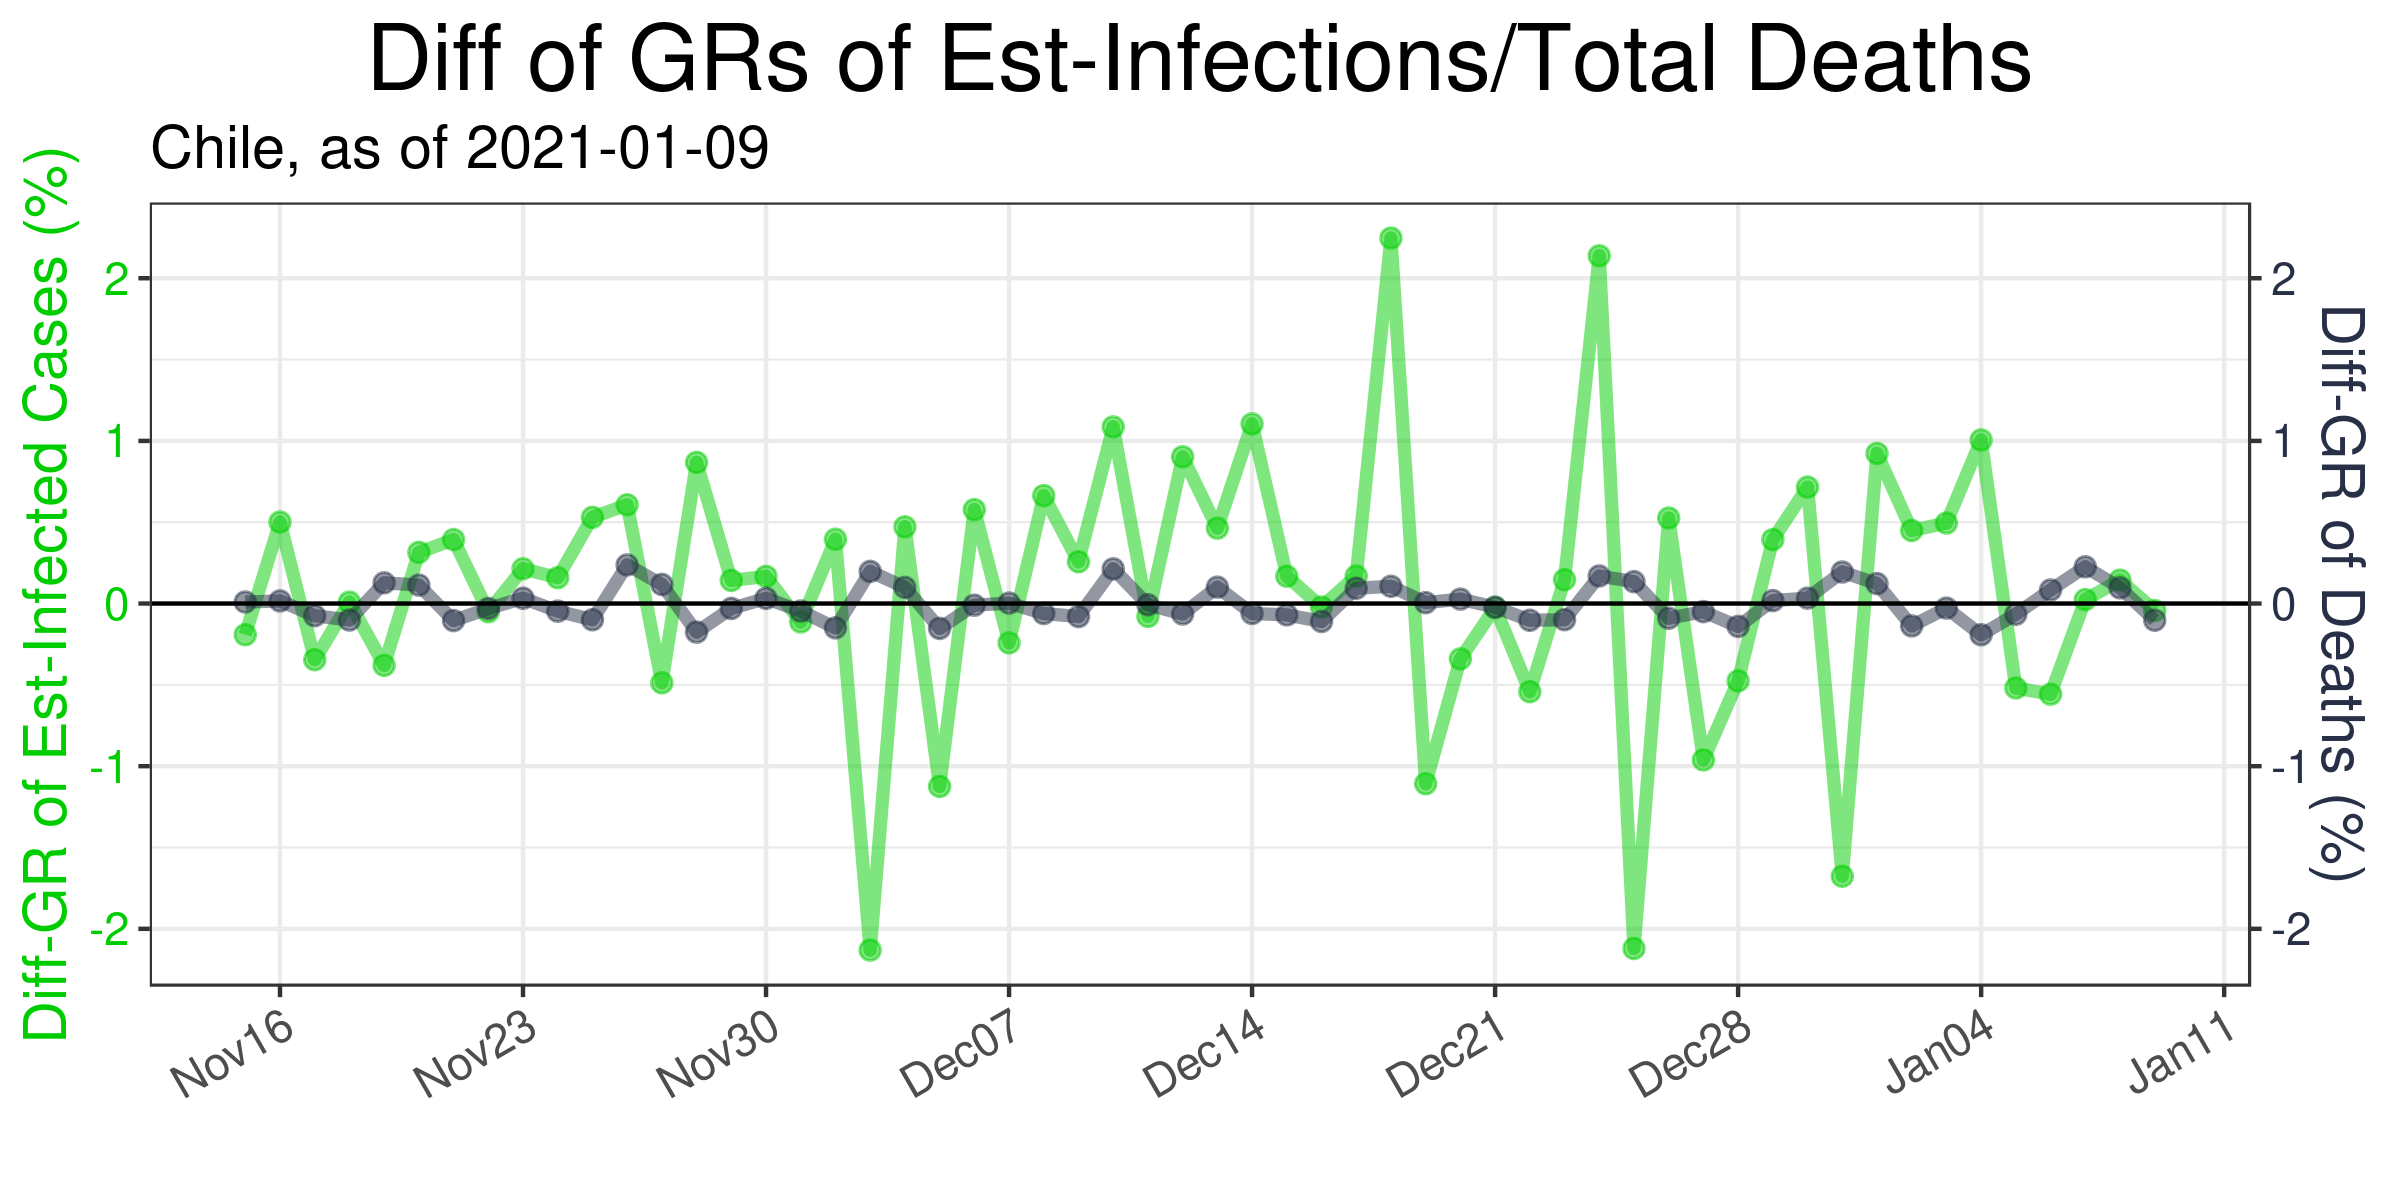 Diff of GRs of Est-Infections/Total Deaths
Chile, as of 2021-01-09
Diff-GR of Est-Infected Cases (%)
2
1
0
-1
-2
2
1
0
-1
-2
Diff-GR of Deaths (%)
Nov16
Nov23
Nov30
Dec07
Dec14
Dec21
Dec28
Jan04
Jan11